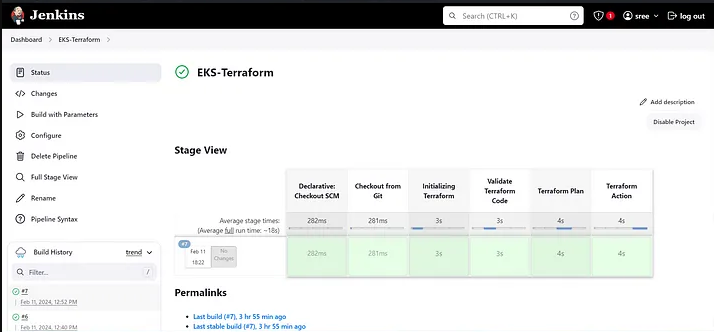 Jenkins
Search (CTRL+K)
?
1
sree
log out
Dashboard > EKS-Terraform >
Status
Changes
Build with Parameters
Configure
Delete Pipeline
Full Stage View
Rename
Pipeline Syntax
Build History
trend
Filter...
/
#7
Feb 11, 2024, 12:52 PM
#6
Feb 11, 2024, 12:40 PM
EKS-Terraform
Add description
Disable Project
Stage View
Declarative: Checkout SCM
Checkout from Git
Initializing Terraform
Validate Terraform Code
Terraform Plan
Terraform Action
Average stage times:
(Average full run time: ~18s)
282ms
281ms
3s
3s
4s
4s
#7
Feb 11
18:22
No Changes
282ms
281ms
3s
3s
4s
4s
Permalinks
Last build (#7), 3 hr 55 min ago
Last stable build (#7), 3 hr 55 min ago